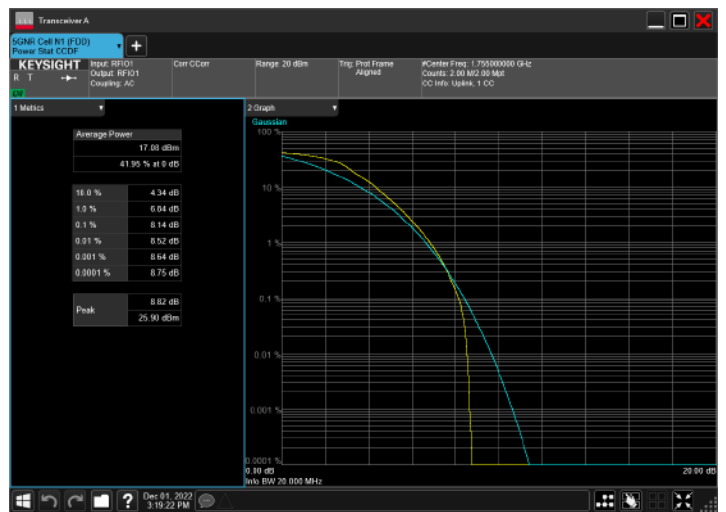 Transceiver A
5GNR Cell N1 (FDD)
Power Stat CCDF
KEYSIGHT
R T
LXI
Input: RFIO1
Output: RFIO1
Coupling: AC
Corr CCorr
Range: 20 dBm
Trig: Prot Frame
Aligned
#Center Freq: 1.755000000 GHz
Counts: 2.00 M/2.00 Mpt
CC Info: Uplink, 1 CC
1 Metrics
Average Power
17.08 dBm
41.95 % at 0 dB
10.0 % 4.34 dB
1.0 % 6.64 dB
0.1 % 8.14 dB
0.01 % 8.52 dB
0.001 % 8.64 dB
0.0001 % 8.75 dB
Peak 8.82 dB
25.90 dBm
2 Graph
Gaussian
100 %
10 %
1 %
0.1 %
0.01 %
0.001 %
0.0001 %
0.00 dB 20.00 dB
Info BW 20.000 MHz
?
Dec 01, 2022
3:19:22 PM